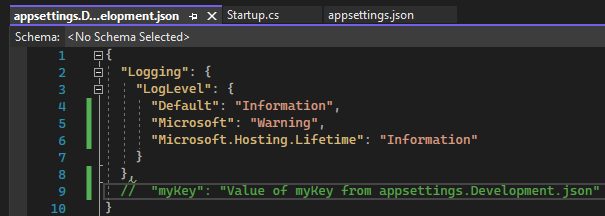 appsettings.D...elopment.json Startup.cs appsettings.json
Schema: <No Schema Selected>
1 {
2 "Logging": {
3 "LogLevel": {
4 "Default": "Information",
5 "Microsoft": "Warning",
6 "Microsoft.Hosting.Lifetime": "Information"
7 }
8 },
9 // "myKey": "Value of myKey from appsettings.Development.json"
10 }